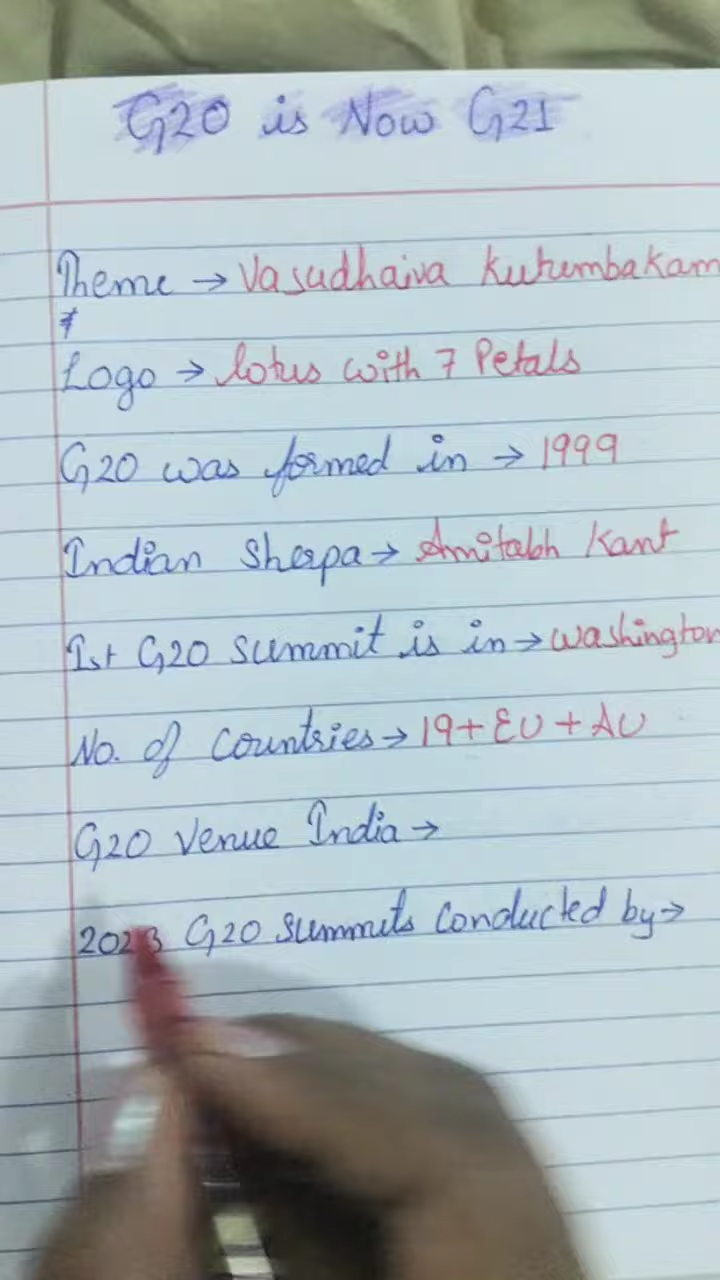 G20 is Now G21
Theme → Vasudhaiva Kutumbakam
Logo → lotus with 7 Petals
G20 was formed in → 1999
Indian Sherpa → Amitabh Kant
1st G20 summit is in → Washington
No. of Countries → 19 + EU + AU
G20 Venue India →
2023 G20 Summits Conducted by →